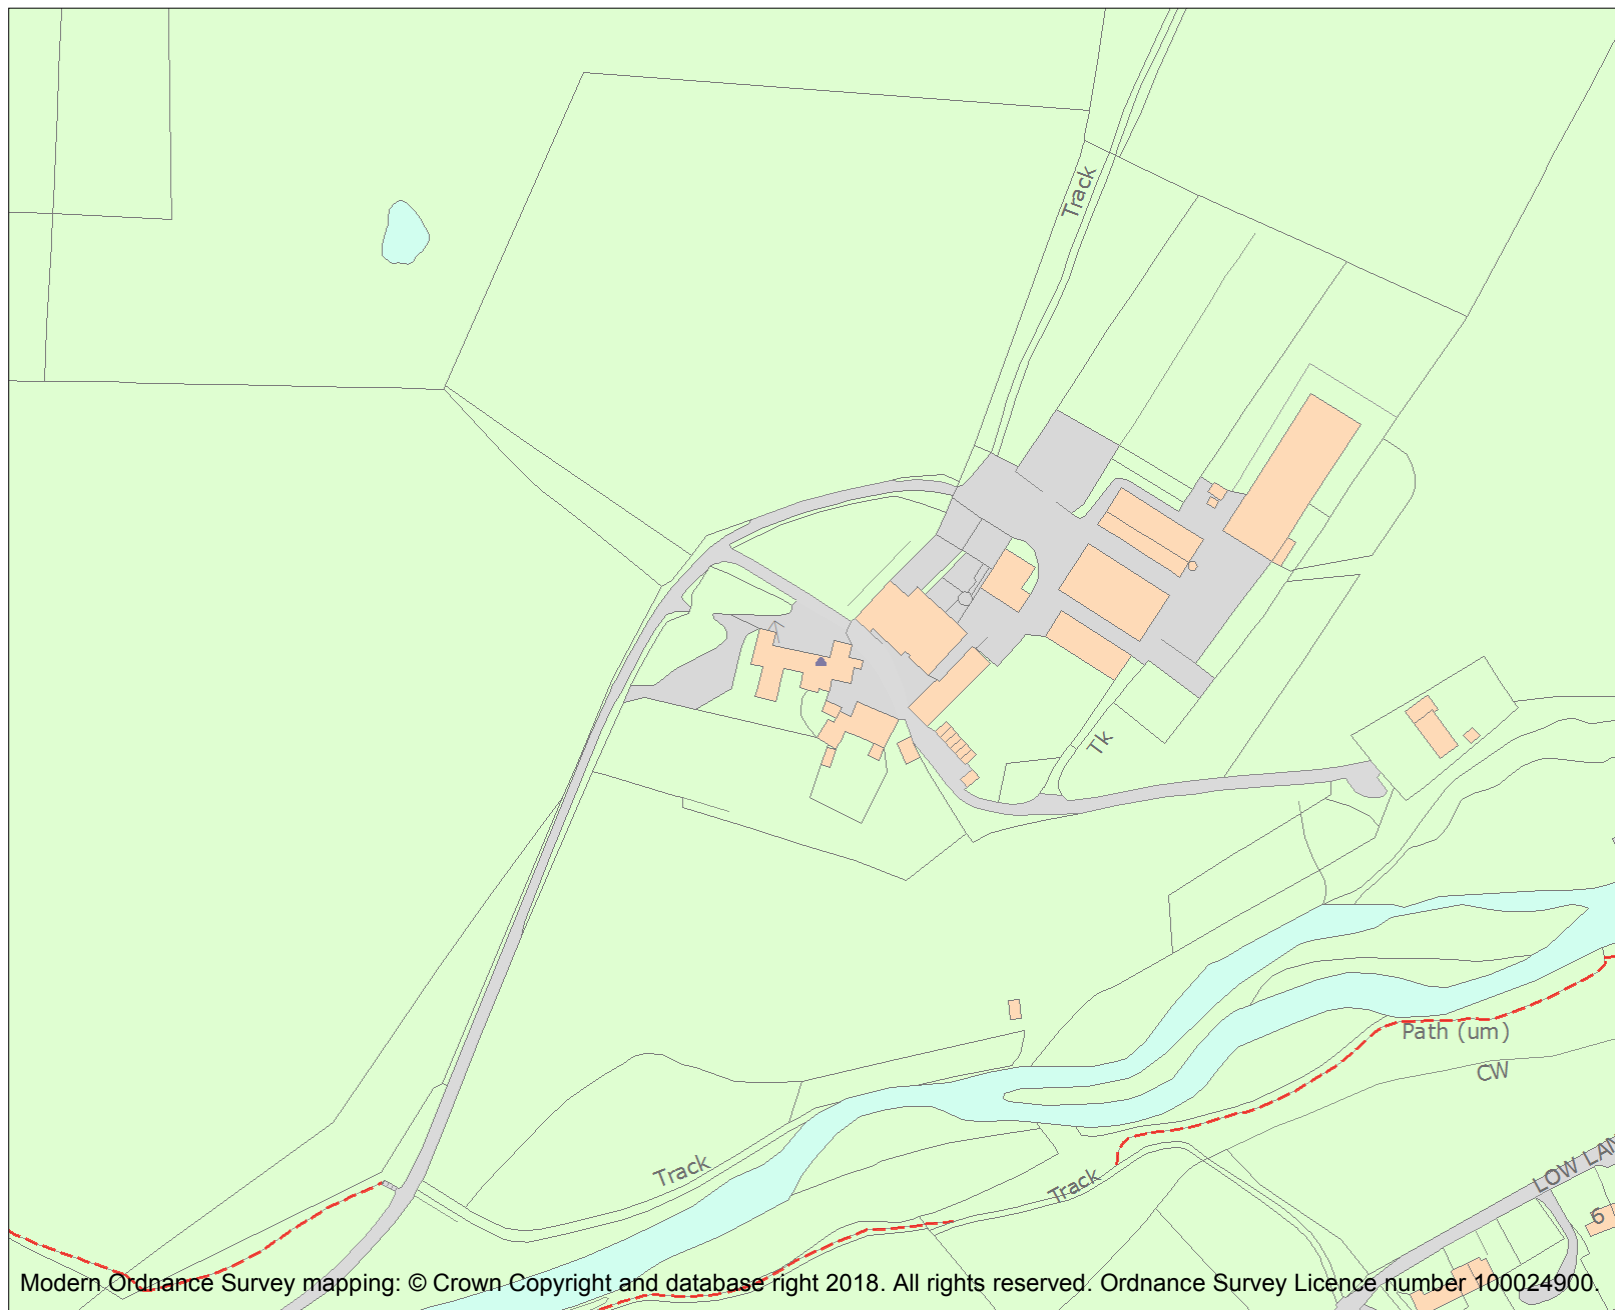 Track
Tk
Path (um)
CW
Track
Track
LOW LAN
6
Modern Ordnance Survey mapping: © Crown Copyright and database right 2018. All rights reserved. Ordnance Survey Licence number 100024900.